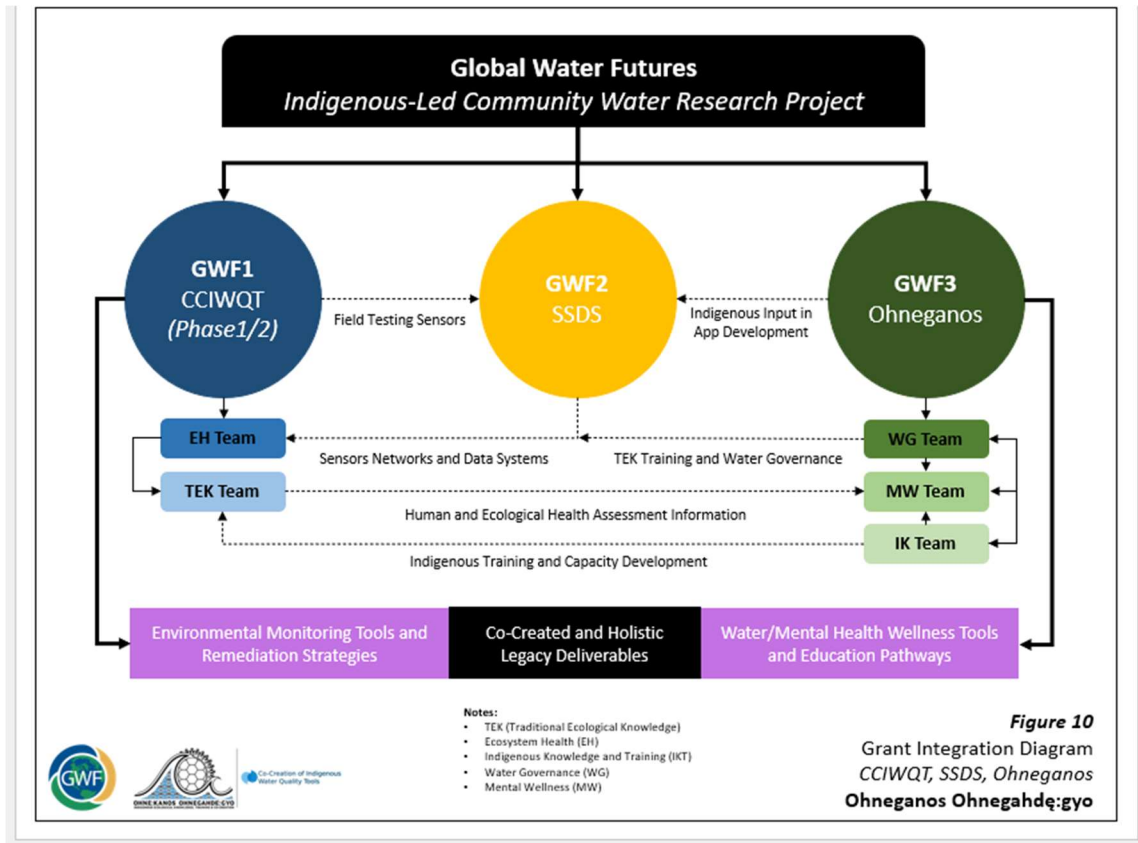 Global Water Futures
Indigenous-Led Community Water Research Project
GWF1
CCIWQT
(Phase1/2)
Field Testing Sensors
GWF2
SSDS
Indigenous Input in
App Development
GWF3
Ohneganos
EH Team
Sensors Networks and Data Systems
TEK Training and Water Governance
WG Team
TEK Team
MW Team
Human and Ecological Health Assessment Information
IK Team
Indigenous Training and Capacity Development
Environmental Monitoring Tools and
Remediation Strategies
Co-Created and Holistic
Legacy Deliverables
Water/Mental Health Wellness Tools
and Education Pathways
Notes:
• TEK (Traditional Ecological Knowledge)
• Ecosystem Health (EH)
• Indigenous Knowledge and Training (IKT)
• Water Governance (WG)
• Mental Wellness (MW)
Figure 10
Grant Integration Diagram
CCIWQT, SSDS, Ohneganos
Ohneganos Ohnegahdę:gyo
GWF
OHNE:KANOS OHNEGAHDE:GYO
Co-Creation of Indigenous
Water Quality Tools